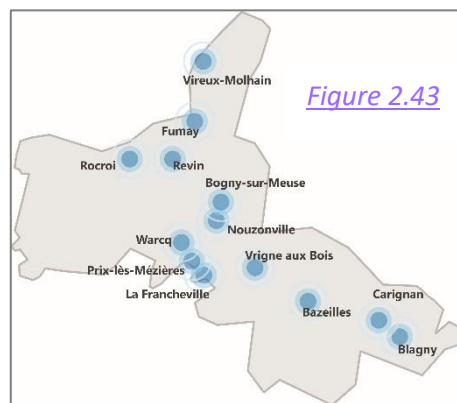 Vireux-Molhain
Figure 2.43
Fumay
Rocroi
Revin
Bogny-sur-Meuse
Nouzonville
Warcq
Vrigne aux Bois
Prix-lès-Mézières
La Francheville
Carignan
Bazeilles
Blagny